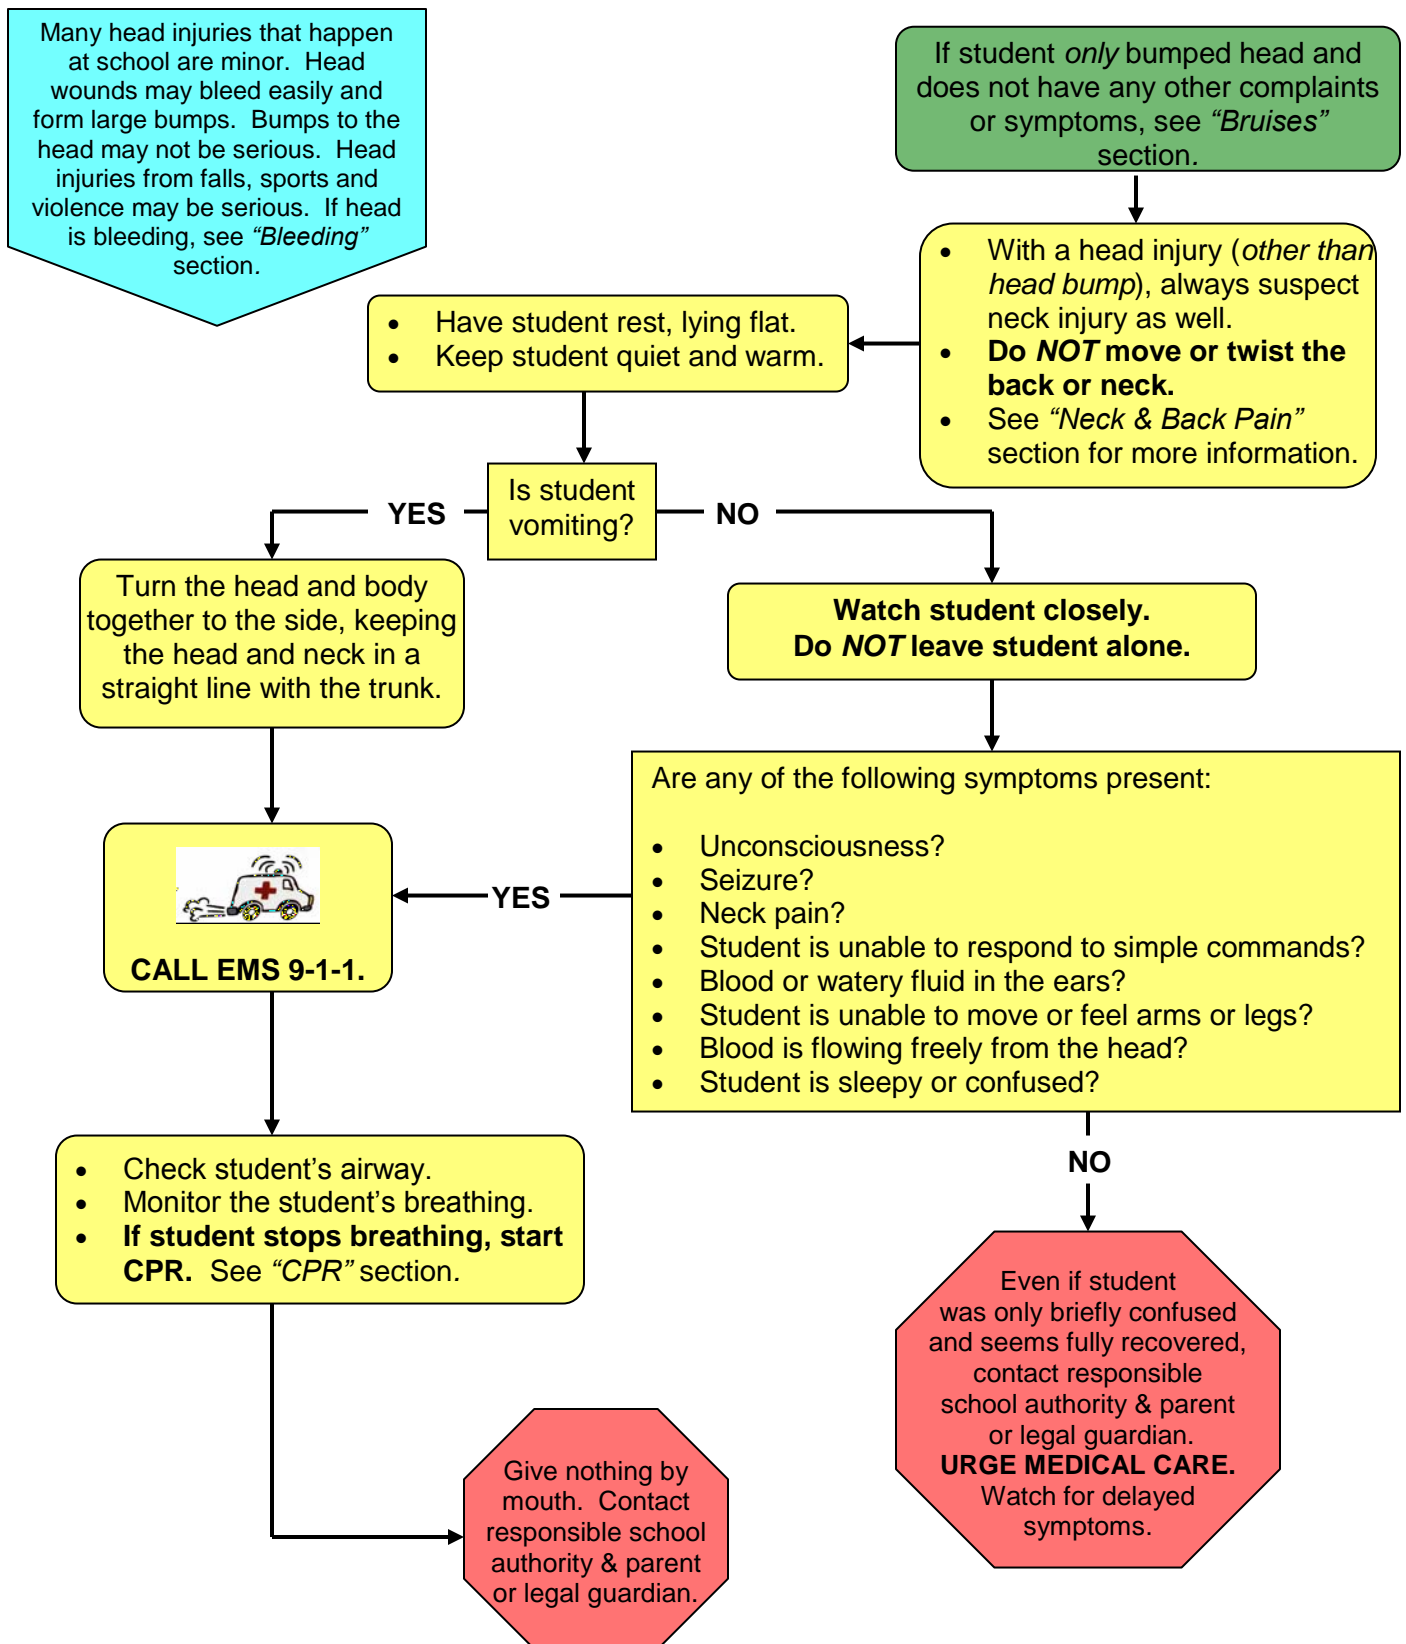 Many head injuries that happen
at school are minor. Head
wounds may bleed easily and
form large bumps. Bumps to the
head may not be serious. Head
injuries from falls, sports and
violence may be serious. If head
is bleeding, see “Bleeding”
section.
If student only bumped head and
does not have any other complaints
or symptoms, see “Bruises”
section.
• With a head injury (other than
head bump), always suspect
neck injury as well.
• Do NOT move or twist the
back or neck.
• See “Neck & Back Pain”
section for more information.
• Have student rest, lying flat.
• Keep student quiet and warm.
Is student
vomiting?
YES
NO
Turn the head and body
together to the side, keeping
the head and neck in a
straight line with the trunk.
Watch student closely.
Do NOT leave student alone.
Are any of the following symptoms present:
• Unconsciousness?
• Seizure?
• Neck pain?
• Student is unable to respond to simple commands?
• Blood or watery fluid in the ears?
• Student is unable to move or feel arms or legs?
• Blood is flowing freely from the head?
• Student is sleepy or confused?
YES
CALL EMS 9-1-1.
NO
• Check student’s airway.
• Monitor the student’s breathing.
• If student stops breathing, start
CPR. See “CPR” section.
Even if student
was only briefly confused
and seems fully recovered,
contact responsible
school authority & parent
or legal guardian.
URGE MEDICAL CARE.
Watch for delayed
symptoms.
Give nothing by
mouth. Contact
responsible school
authority & parent
or legal guardian.